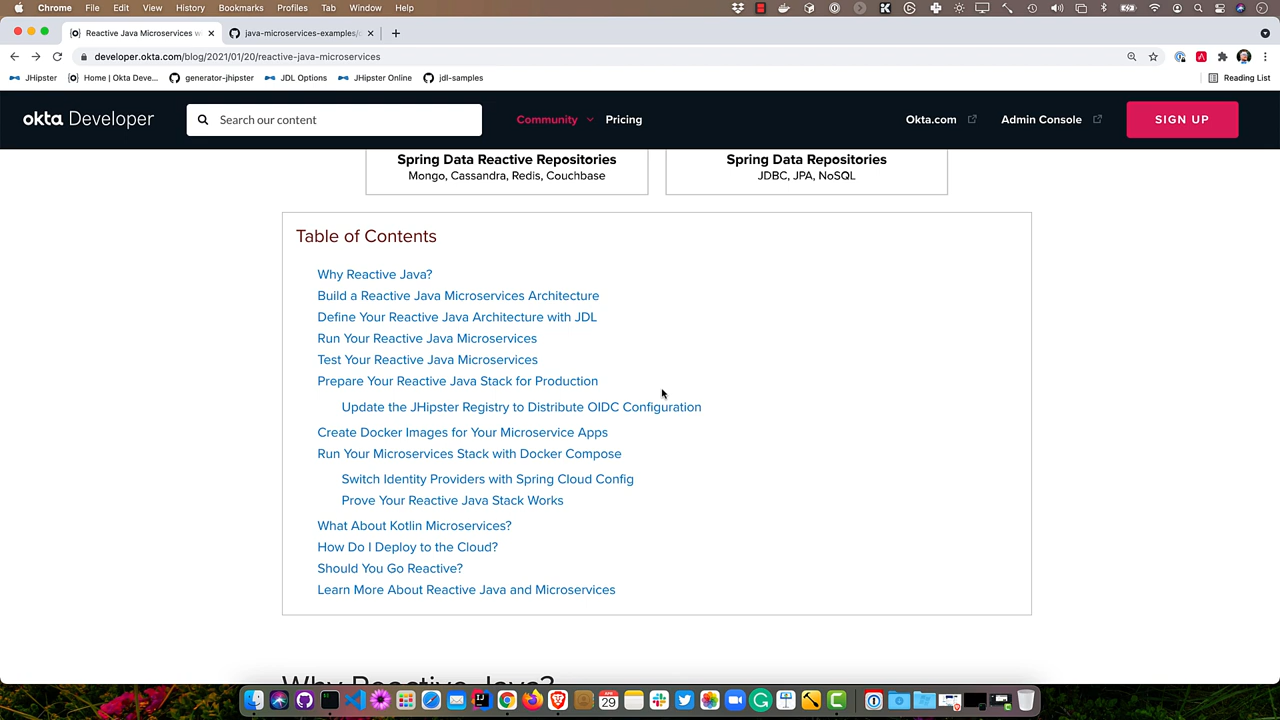 Chrome File Edit View History Bookmarks Profiles Tab Window Help
Reactive Java Microservices w
java-microservices-examples/
developer.okta.com/blog/2021/01/20/reactive-java-microservices
JHipster
Home | Okta Deve...
generator-jhipster
JDL Options
JHipster Online
jdl-samples
Reading List
okta Developer
Search our content
Community
Pricing
Okta.com
Admin Console
SIGN UP
Spring Data Reactive Repositories
Mongo, Cassandra, Redis, Couchbase
Spring Data Repositories
JDBC, JPA, NoSQL
Table of Contents
Why Reactive Java?
Build a Reactive Java Microservices Architecture
Define Your Reactive Java Architecture with JDL
Run Your Reactive Java Microservices
Test Your Reactive Java Microservices
Prepare Your Reactive Java Stack for Production
Update the JHipster Registry to Distribute OIDC Configuration
Create Docker Images for Your Microservice Apps
Run Your Microservices Stack with Docker Compose
Switch Identity Providers with Spring Cloud Config
Prove Your Reactive Java Stack Works
What About Kotlin Microservices?
How Do I Deploy to the Cloud?
Should You Go Reactive?
Learn More About Reactive Java and Microservices
Why Reactive Java?
29